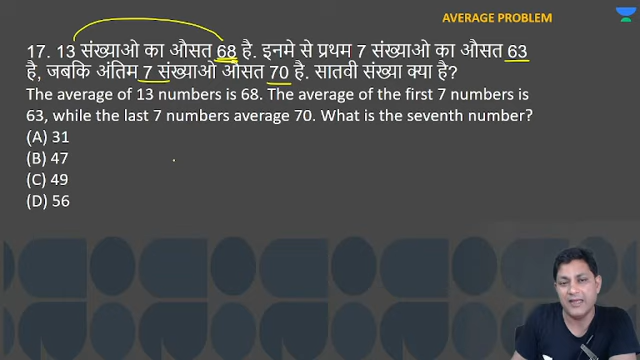 AVERAGE PROBLEM
17. 13 संख्याओ का औसत 68 है. इनमे से प्रथम 7 संख्याओ का औसत 63
है, जबकि अंतिम 7 संख्याओ औसत 70 है. सातवी संख्या क्या है?
The average of 13 numbers is 68. The average of the first 7 numbers is
63, while the last 7 numbers average 70. What is the seventh number?
(A) 31
(B) 47
(C) 49
(D) 56